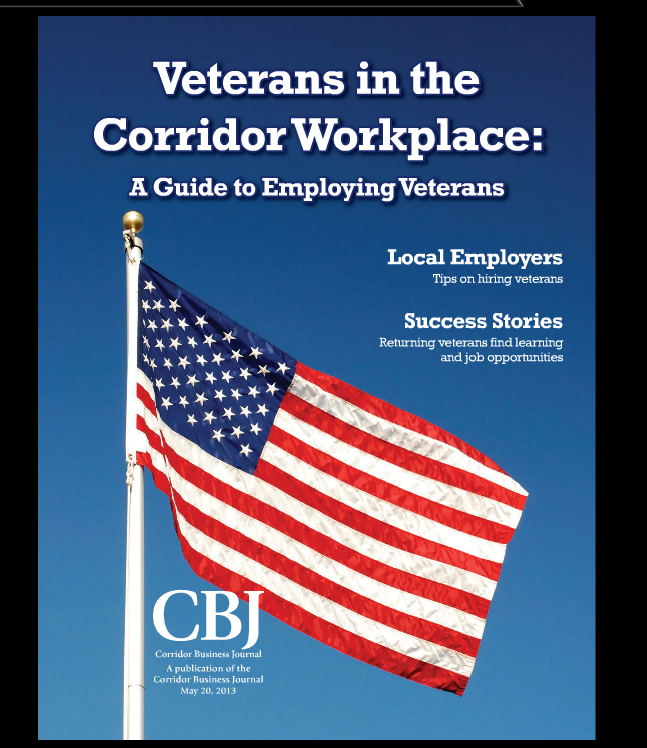 Veterans in the
Corridor Workplace:
A Guide to Employing Veterans
Local Employers
Tips on hiring veterans
Success Stories
Returning veterans find learning
and job opportunities
CBJ
Corridor Business Journal
A publication of the
Corridor Business Journal
May 20, 2013